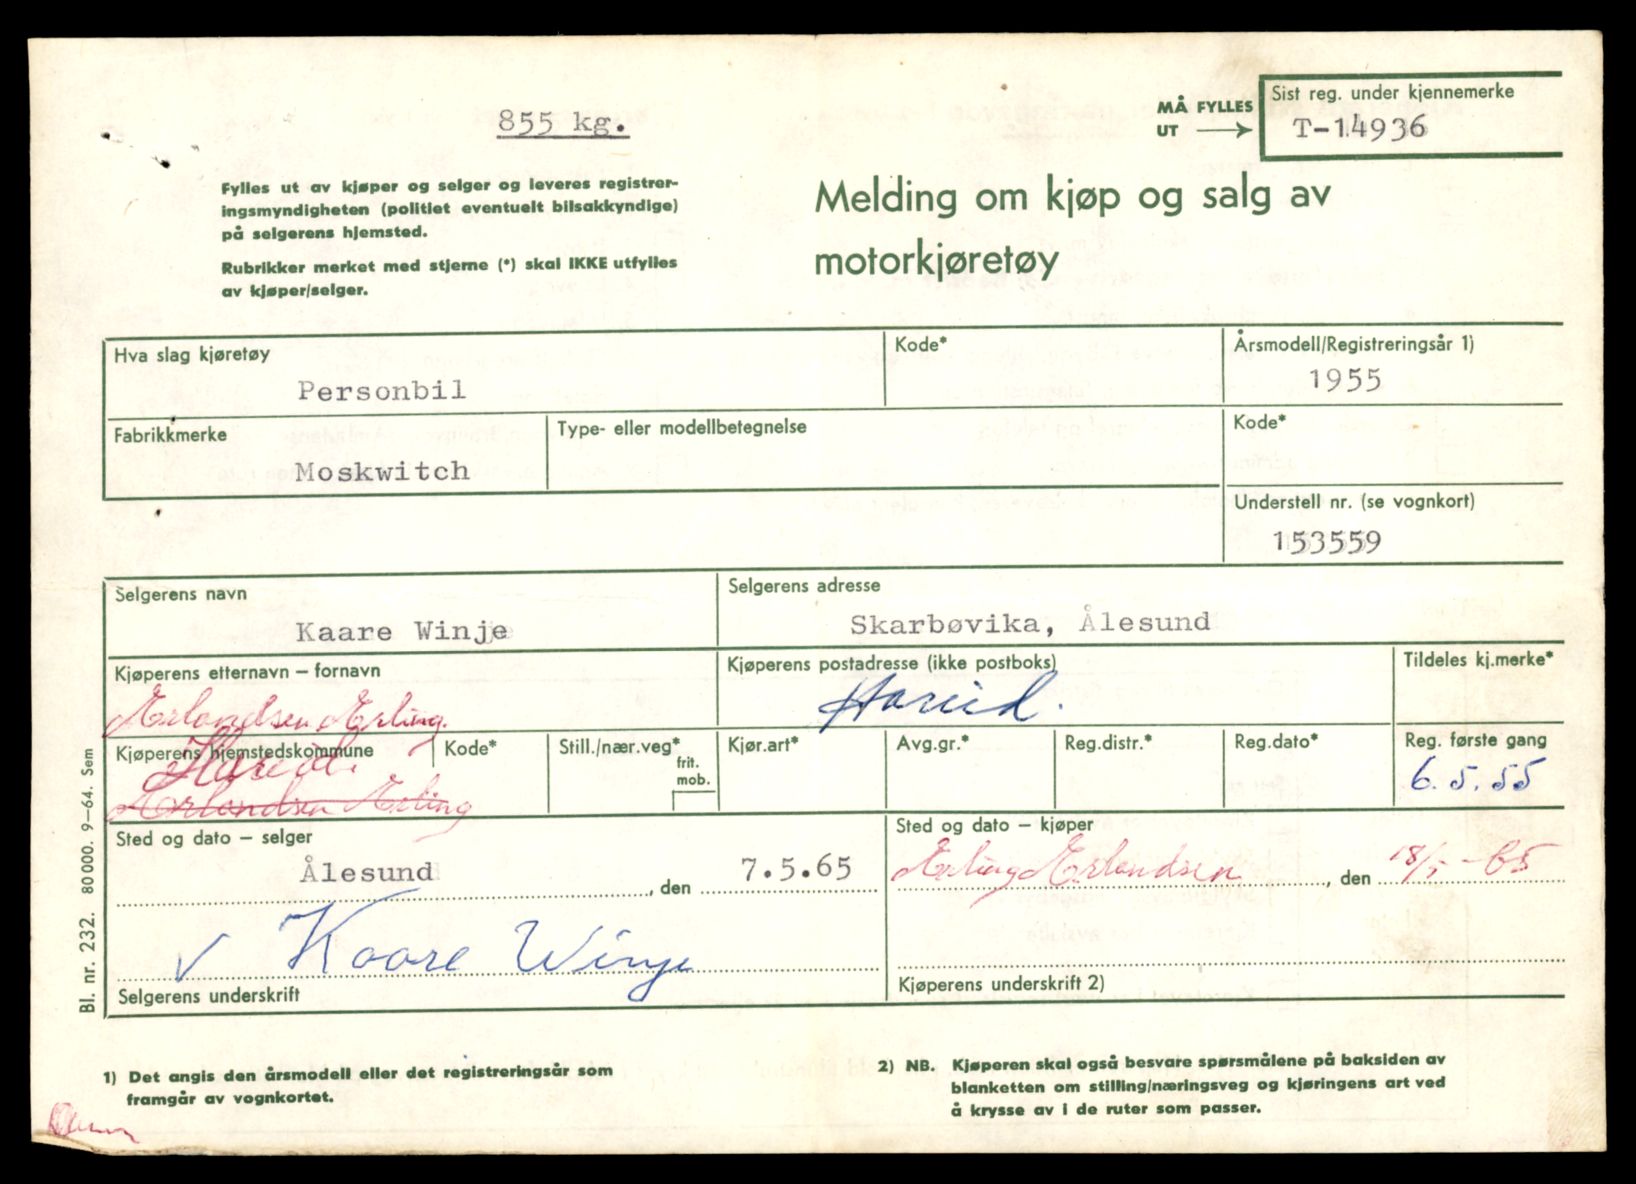 855 kg.
MÅ FYLLES
UT
Sist reg. under kjennemerke
T-14936
Fylles ut av kjøper og selger og leveres registrer-
ingsmyndigheten (politiet eventuelt bilsakkyndige)
på selgerens hjemsted.
Rubrikker merket med stjerne (*) skal IKKE utfylles
av kjøper/selger.
Melding om kjøp og salg av
motorkjøretøy
Hva slag kjøretøy
Personbil
Kode*
Årsmodell/Registreringsår 1)
1955
Fabrikkmerke
Moskwitch
Type- eller modellbetegnelse
Kode*
Understell nr. (se vognkort)
153559
Selgerens navn
Kaare Winje
Selgerens adresse
Skarbøvika, Ålesund
Kjøperens etternavn – fornavn
Erlandsen, Erling.
Kjøperens postadresse (ikke postboks)
Hareid.
Tildeles kj.merke*
Kjøperens hjemstedskommune
Hareid.
Erlandsen Erling
Kode*
Still./nær.veg*
frit.
mob.
Kjør.art*
Avg.gr.*
Reg.distr.*
Reg.dato*
Reg. første gang
6.5.55
Sted og dato – selger
Ålesund, den 7.5.65
Sted og dato – kjøper
Erling Erlandsen, den 18/5 -65
v Kaare Winje
Selgerens underskrift
Kjøperens underskrift 2)
Bl. nr. 232. 80000. 9–64. Sem
1) Det angis den årsmodell eller det registreringsår som
framgår av vognkortet.
2) NB. Kjøperen skal også besvare spørsmålene på baksiden av
blanketten om stilling/næringsveg og kjøringens art ved
å krysse av i de ruter som passer.